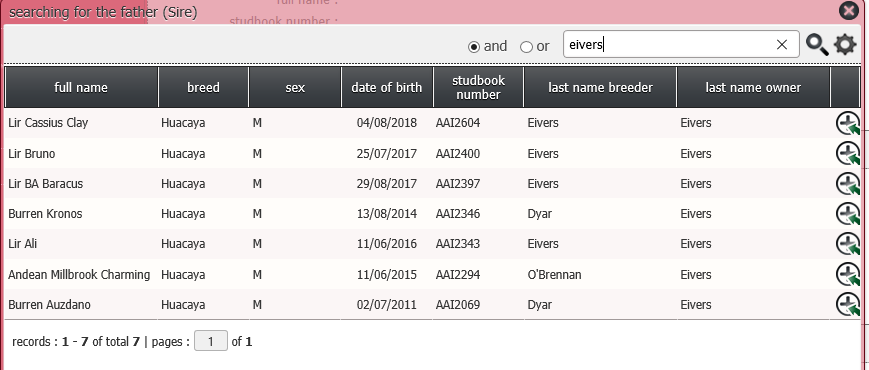 full name :
searching for the father (Sire)
studbook number :
and or eivers
full name breed sex date of birth studbook number last name breeder last name owner
Lir Cassius Clay Huacaya M 04/08/2018 AAI2604 Eivers Eivers
Lir Bruno Huacaya M 25/07/2017 AAI2400 Eivers Eivers
Lir BA Baracus Huacaya M 29/08/2017 AAI2397 Eivers Eivers
Burren Kronos Huacaya M 13/08/2014 AAI2346 Dyar Eivers
Lir Ali Huacaya M 11/06/2016 AAI2343 Eivers Eivers
Andean Millbrook Charming Huacaya M 11/06/2015 AAI2294 O'Brennan Eivers
Burren Auzdano Huacaya M 02/07/2011 AAI2069 Dyar Eivers
records : 1 - 7 of total 7 | pages : 1 of 1